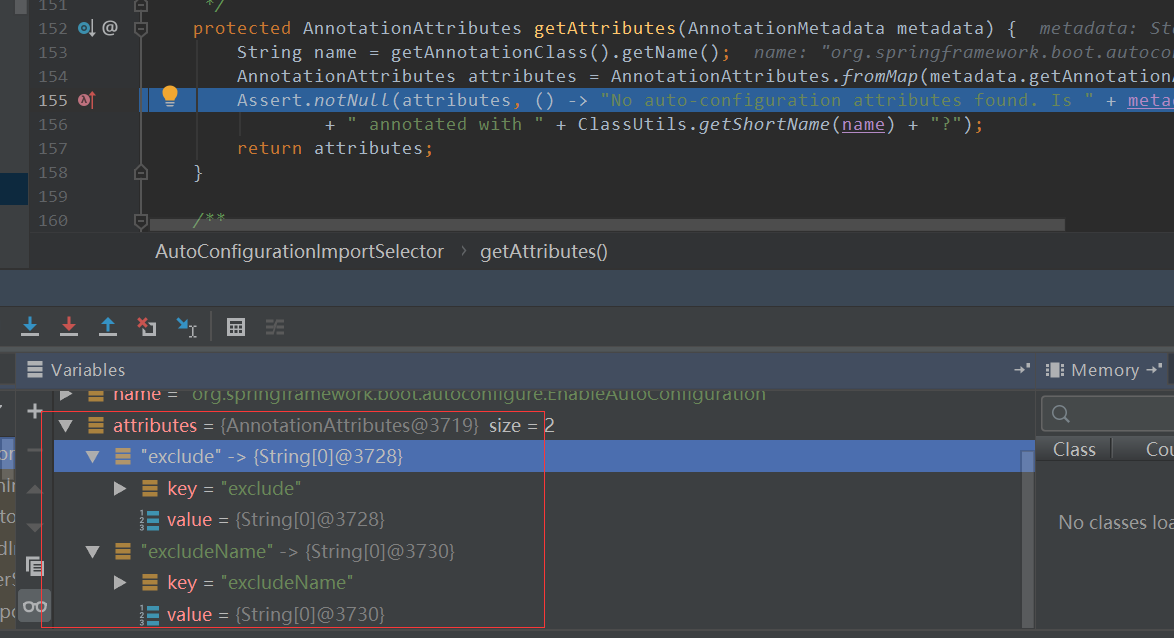 151 */
152 @ protected AnnotationAttributes getAttributes(AnnotationMetadata metadata) { metadata: St
153 String name = getAnnotationClass().getName(); name: "org.springframework.boot.autoco
154 AnnotationAttributes attributes = AnnotationAttributes.fromMap(metadata.getAnnotationA
155 Assert.notNull(attributes, () -> "No auto-configuration attributes found. Is " + meta
156 + " annotated with " + ClassUtils.getShortName(name) + "?");
157 return attributes;
158 }
159
160 /**
AutoConfigurationImportSelector › getAttributes()
Variables
Memory
name = "org.springframework.boot.autoconfigure.EnableAutoConfiguration"
attributes = {AnnotationAttributes@3719} size = 2
"exclude" -> {String[0]@3728}
key = "exclude"
value = {String[0]@3728}
"excludeName" -> {String[0]@3730}
key = "excludeName"
value = {String[0]@3730}
Class Cou
No classes loa